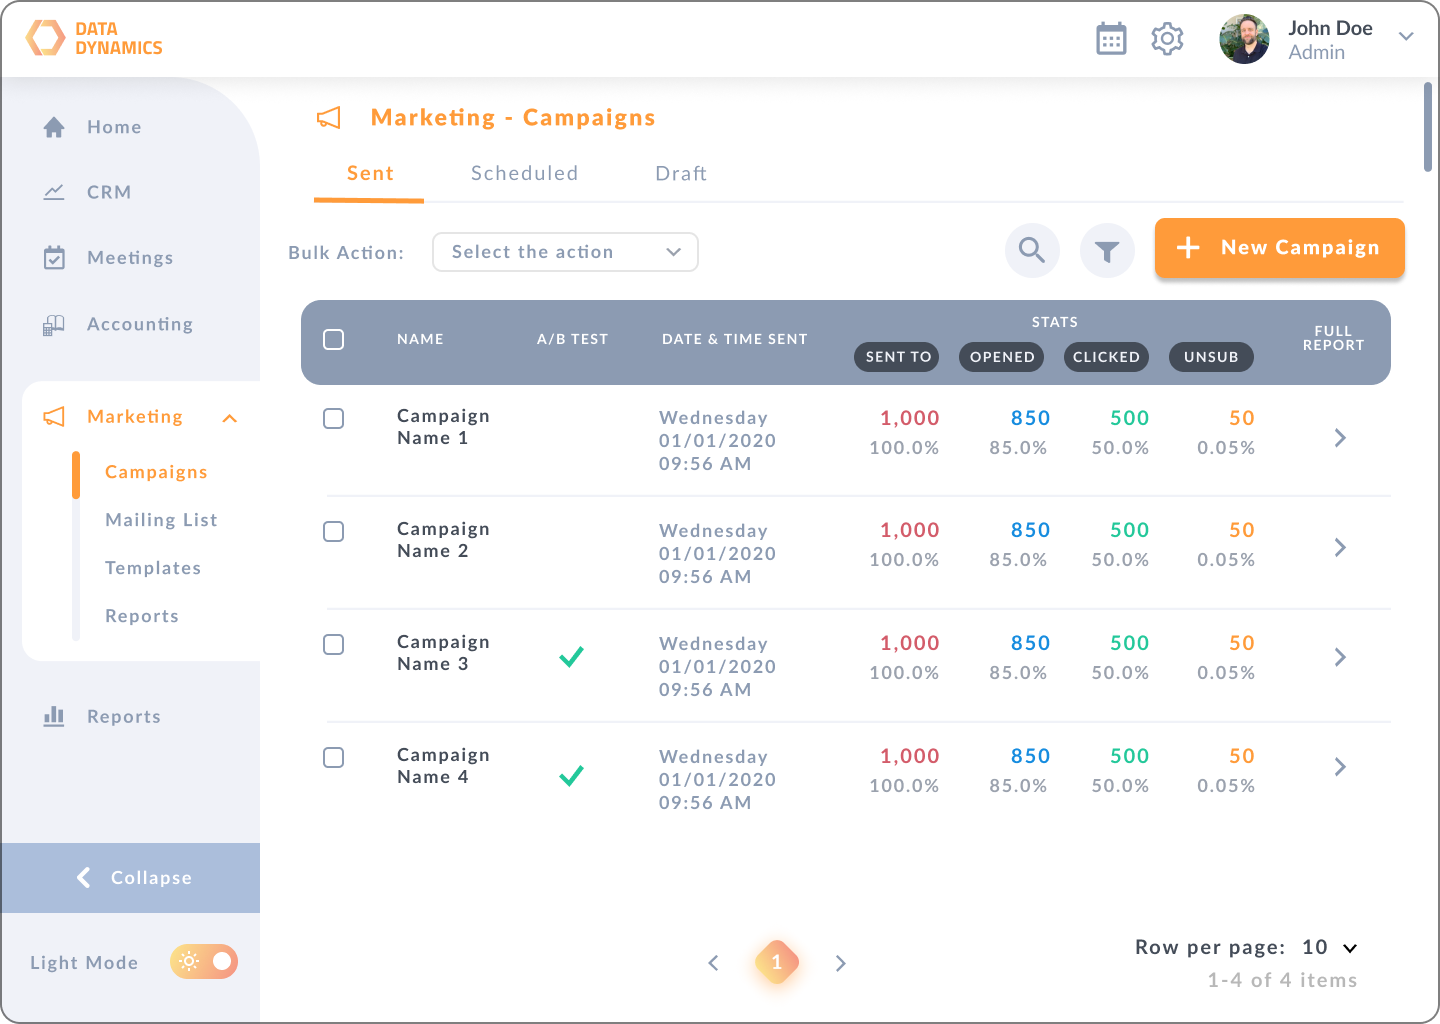 DATA
DYNAMICS
John Doe
Admin
Home
CRM
Meetings
Accounting
Marketing
Campaigns
Mailing List
Templates
Reports
Reports
Collapse
Light Mode
Marketing - Campaigns
Sent Scheduled Draft
Bulk Action: Select the action
New Campaign
STATS
NAME A/B TEST DATE & TIME SENT
SENT TO OPENED CLICKED UNSUB
FULL
REPORT
Campaign
Name 1
Wednesday
01/01/2020
09:56 AM
1,000 850 500 50
100.0% 85.0% 50.0% 0.05%
Campaign
Name 2
Wednesday
01/01/2020
09:56 AM
1,000 850 500 50
100.0% 85.0% 50.0% 0.05%
Campaign
Name 3
Wednesday
01/01/2020
09:56 AM
1,000 850 500 50
100.0% 85.0% 50.0% 0.05%
Campaign
Name 4
Wednesday
01/01/2020
09:56 AM
1,000 850 500 50
100.0% 85.0% 50.0% 0.05%
1
Row per page: 10
1-4 of 4 items